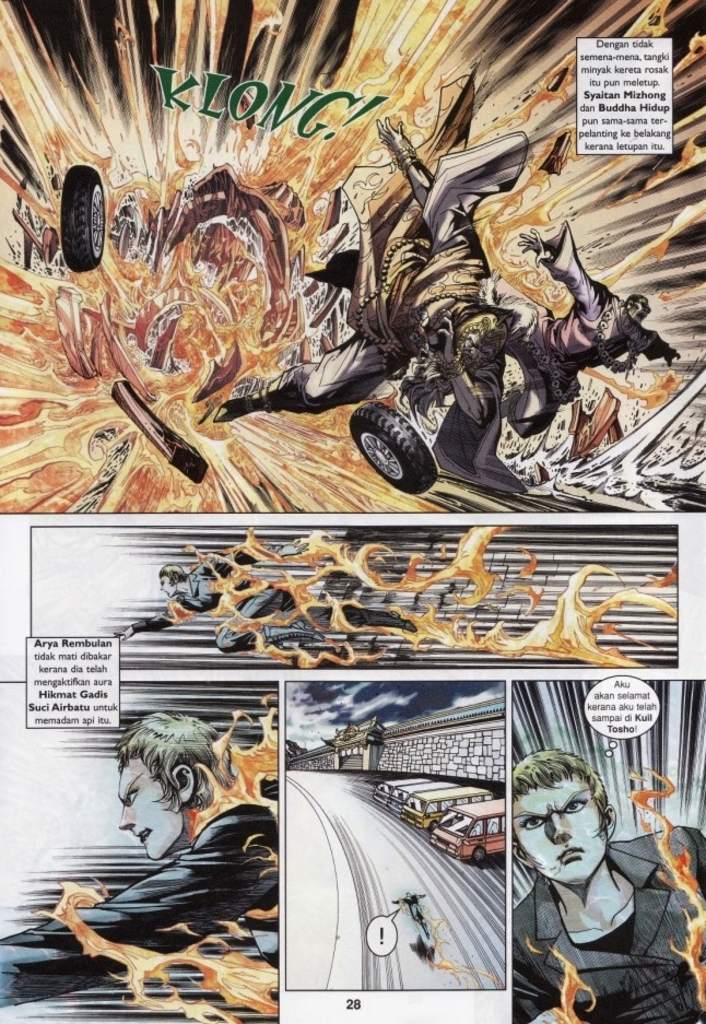 KLONG!
Dengan tidak
semena-mena, tangki
minyak kereta rosak
itu pun meletup.
Syaitan Mizhong
dan Buddha Hidup
pun sama-sama ter-
pelanting ke belakang
kerana letupan itu.
Arya Rembulan
tidak mati dibakar
kerana dia telah
mengaktifkan aura
Hikmat Gadis
Suci Airbatu untuk
memadam api itu.
!
Aku
akan selamat
kerana aku telah
sampai di Kuil
Tosho!
28